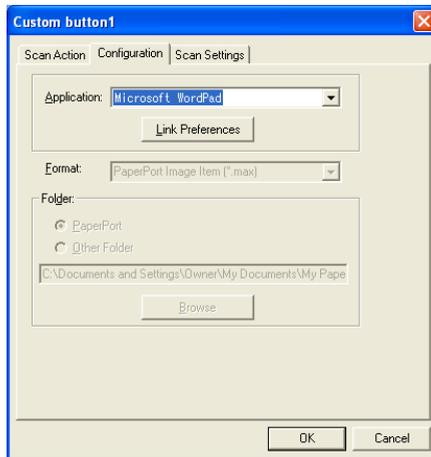 Custom button1
Scan Action Configuration Scan Settings
Application: Microsoft WordPad
Link Preferences
Format: PaperPort Image Item (*.max)
Folder:
PaperPort
Other Folder
C:\Documents and Settings\Owner\My Documents\My Pape
Browse
OK Cancel